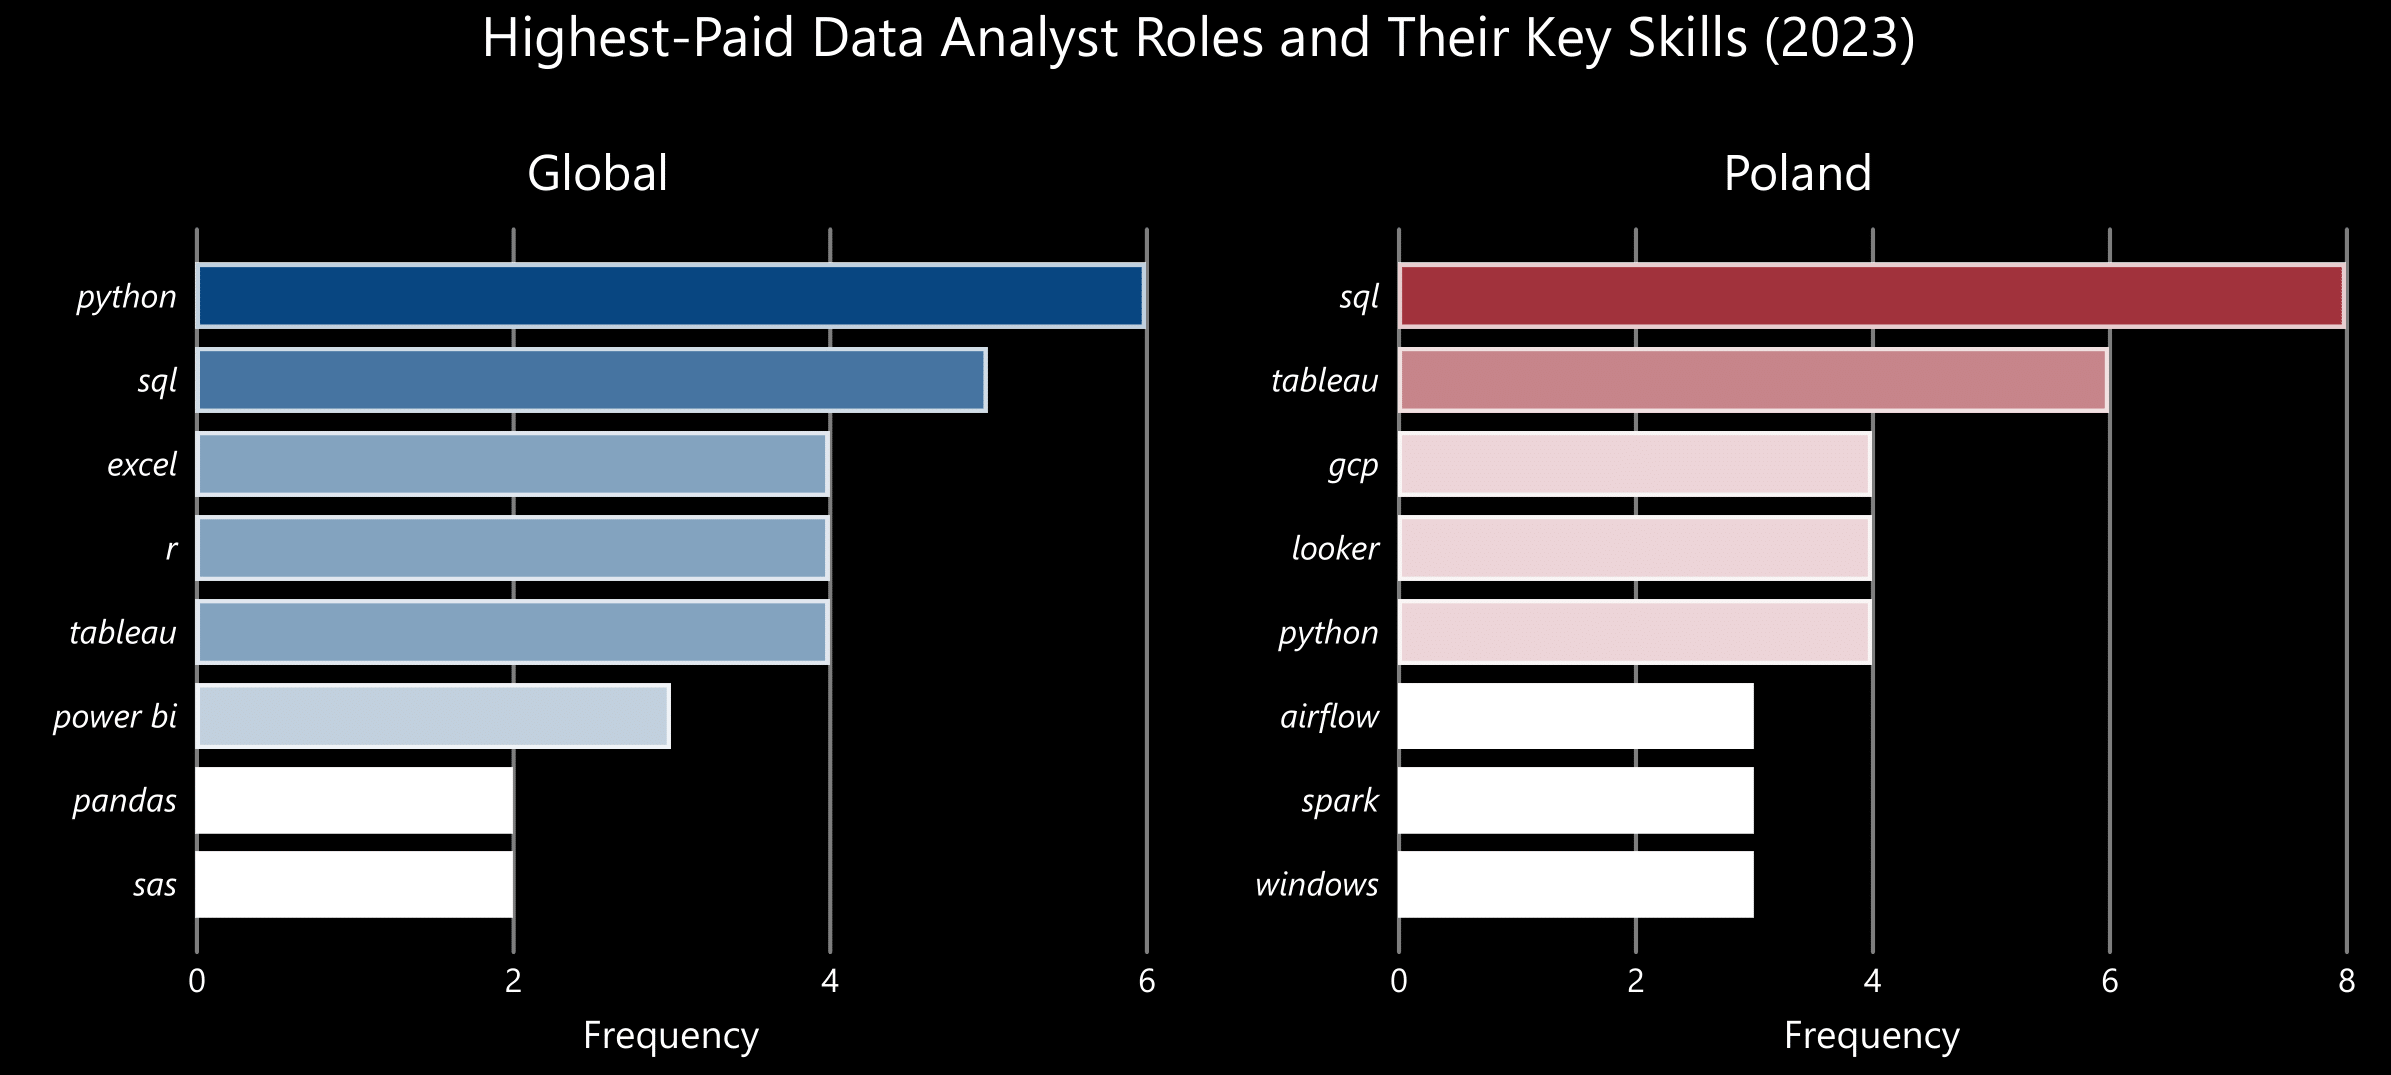 Highest-Paid Data Analyst Roles and Their Key Skills (2023)
Global
python
sql
excel
r
tableau
power bi
pandas
sas
0 2 4 6
Frequency
Poland
sql
tableau
gcp
looker
python
airflow
spark
windows
0 2 4 6 8
Frequency